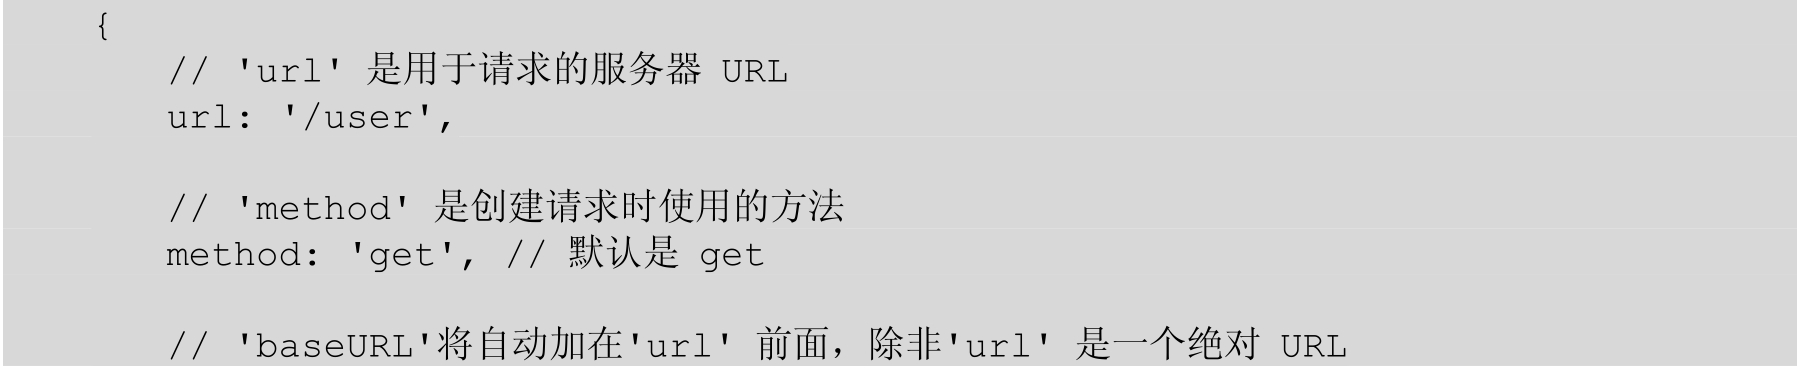 {
// 'url' 是用于请求的服务器 URL
url: '/user',
// 'method' 是创建请求时使用的方法
method: 'get', // 默认是 get
// 'baseURL'将自动加在'url' 前面，除非'url' 是一个绝对 URL